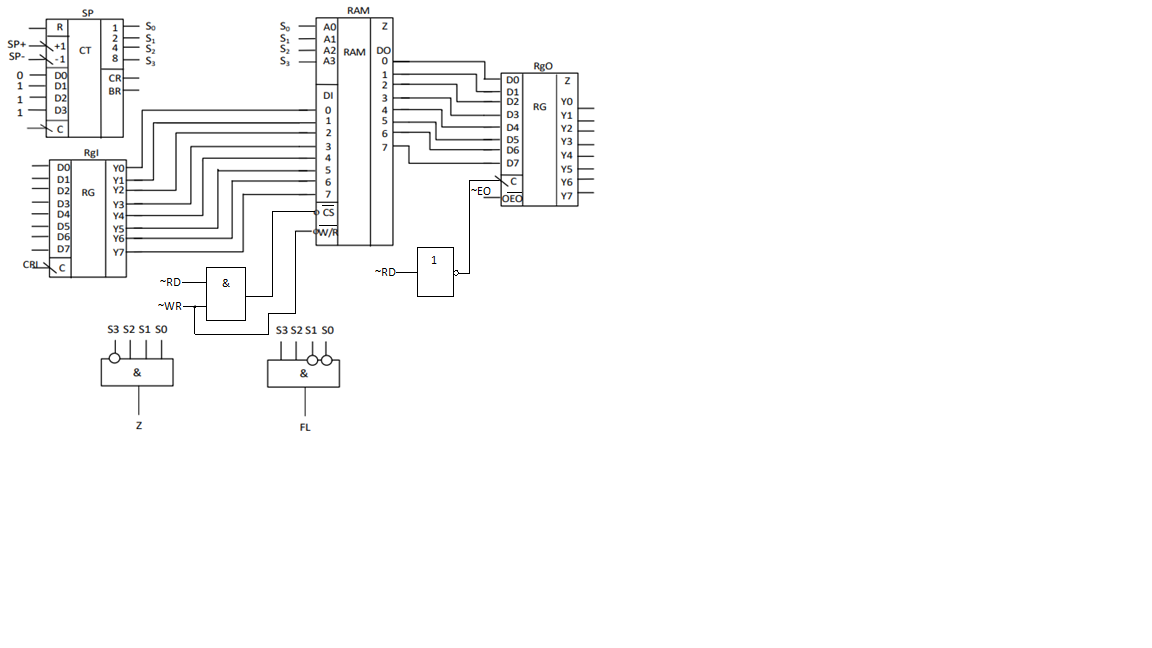 SP
R
CT
1
2
4
8
S0
S1
S2
S3
SP+
+1
SP-
-1
0
D0
1
D1
1
D2
1
D3
CR
BR
C
RgI
RG
D0
D1
D2
D3
D4
D5
D6
D7
Y0
Y1
Y2
Y3
Y4
Y5
Y6
Y7
C
RAM
S0
S1
S2
S3
A0
A1
A2
A3
RAM
Z
DO
0
1
2
3
4
5
6
7
DI
0
1
2
3
4
5
6
7
CS
W/R
RgO
RG
Z
D0
D1
D2
D3
D4
D5
D6
D7
Y0
Y1
Y2
Y3
Y4
Y5
Y6
Y7
C
~EO
OEO
~RD
~WR
&
~RD
1
S3 S2 S1 S0
&
Z
S3 S2 S1 S0
&
FL